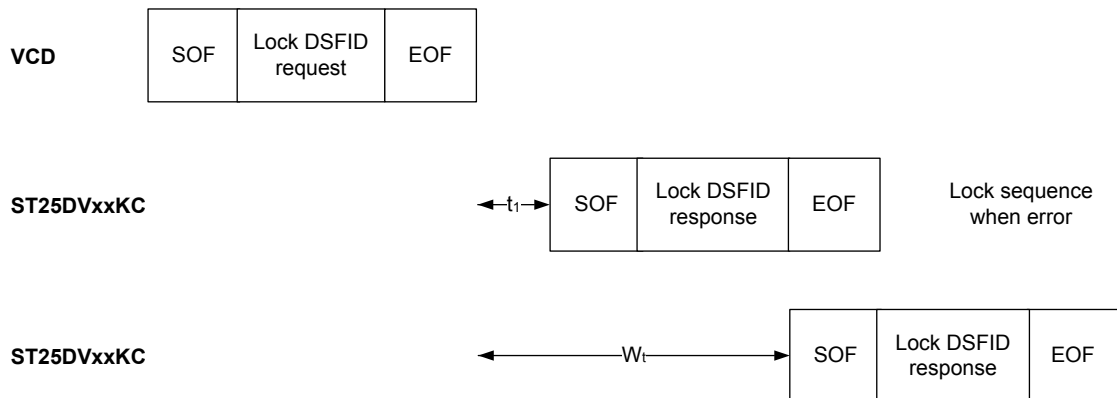 VCD
SOF
Lock DSFID
request
EOF
ST25DVxxKC
t1
SOF
Lock DSFID
response
EOF
Lock sequence
when error
ST25DVxxKC
Wt
SOF
Lock DSFID
response
EOF